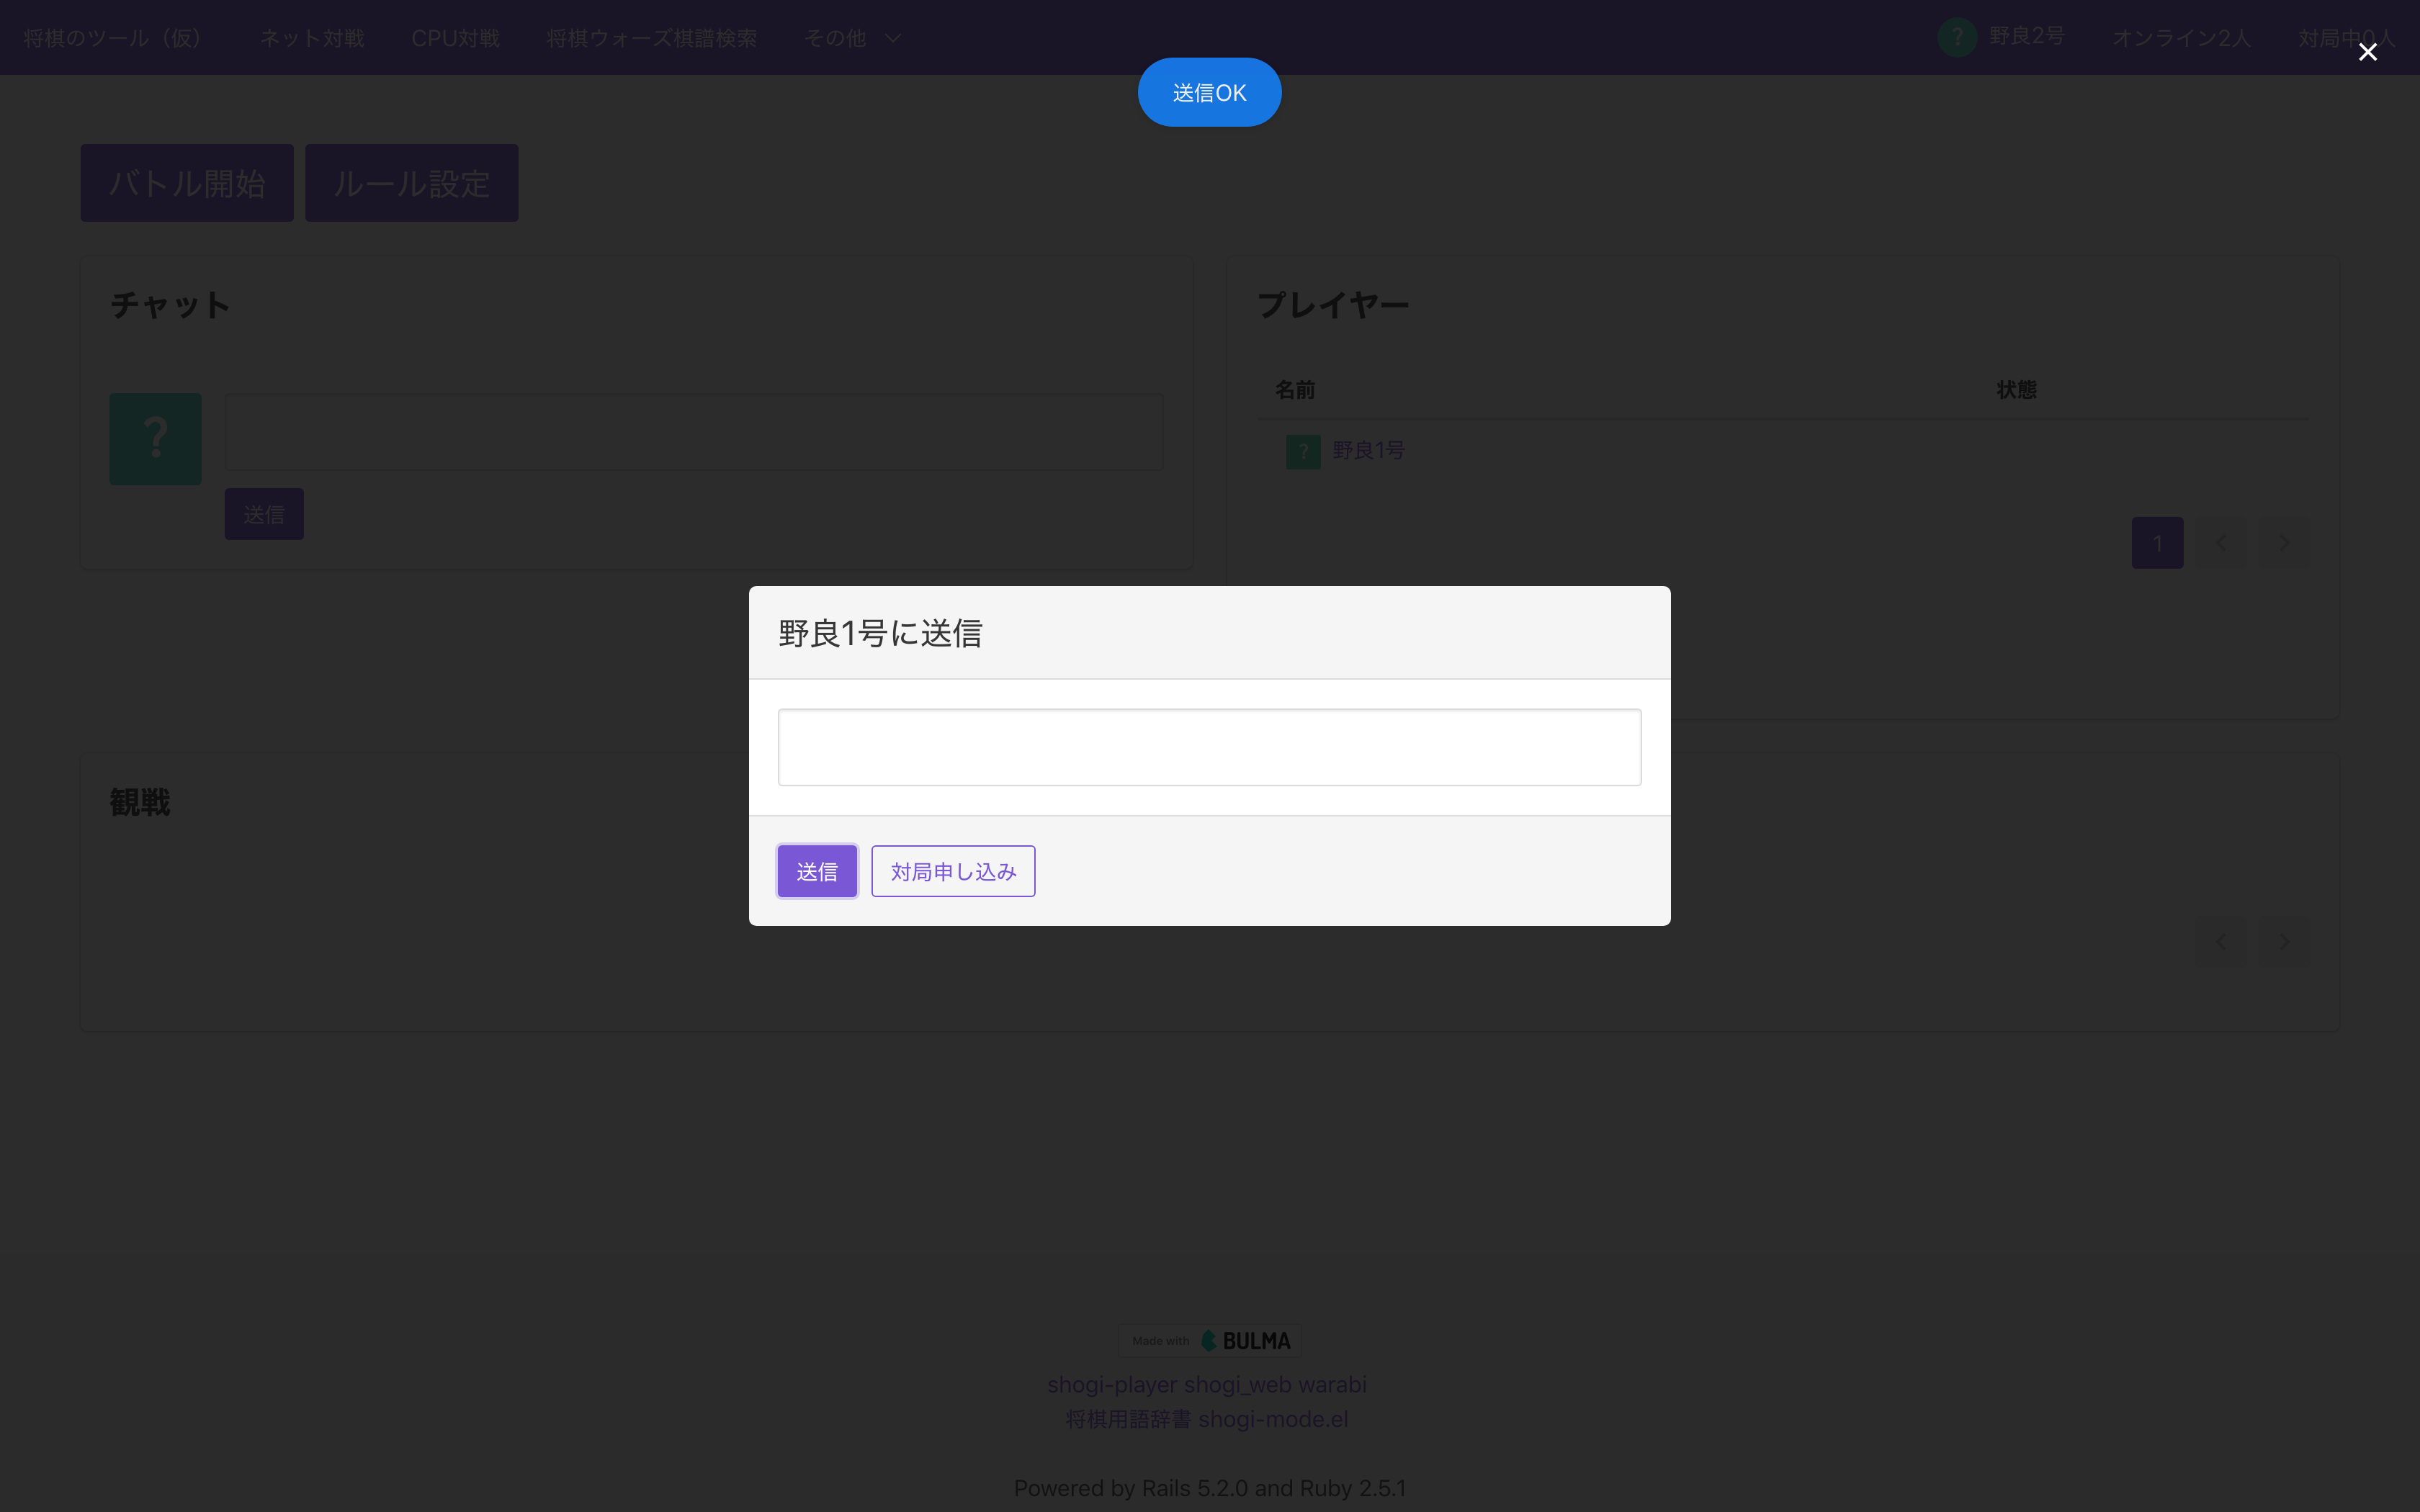 将棋のツール（仮） ネット対戦 CPU対戦 将棋ウォーズ棋譜検索 その他 ? 野良2号 オンライン2人 対局中0人
送信OK
バトル開始 ルール設定
チャット
?
送信
プレイヤー
名前 状態
? 野良1号
1
野良1号に送信
送信 対局申し込み
観戦
Made with BULMA
shogi-player shogi_web warabi
将棋用語辞書 shogi-mode.el
Powered by Rails 5.2.0 and Ruby 2.5.1